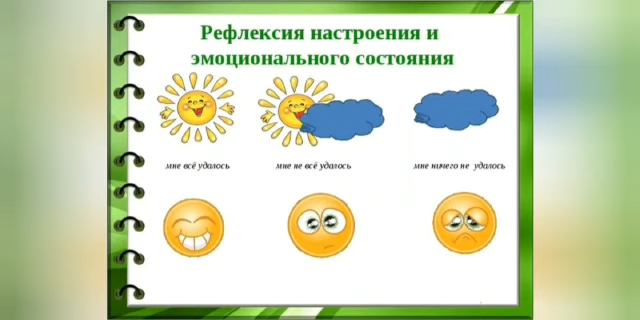 Рефлексия настроения и
эмоционального состояния
мне всё удалось
мне не всё удалось
мне ничего не удалось